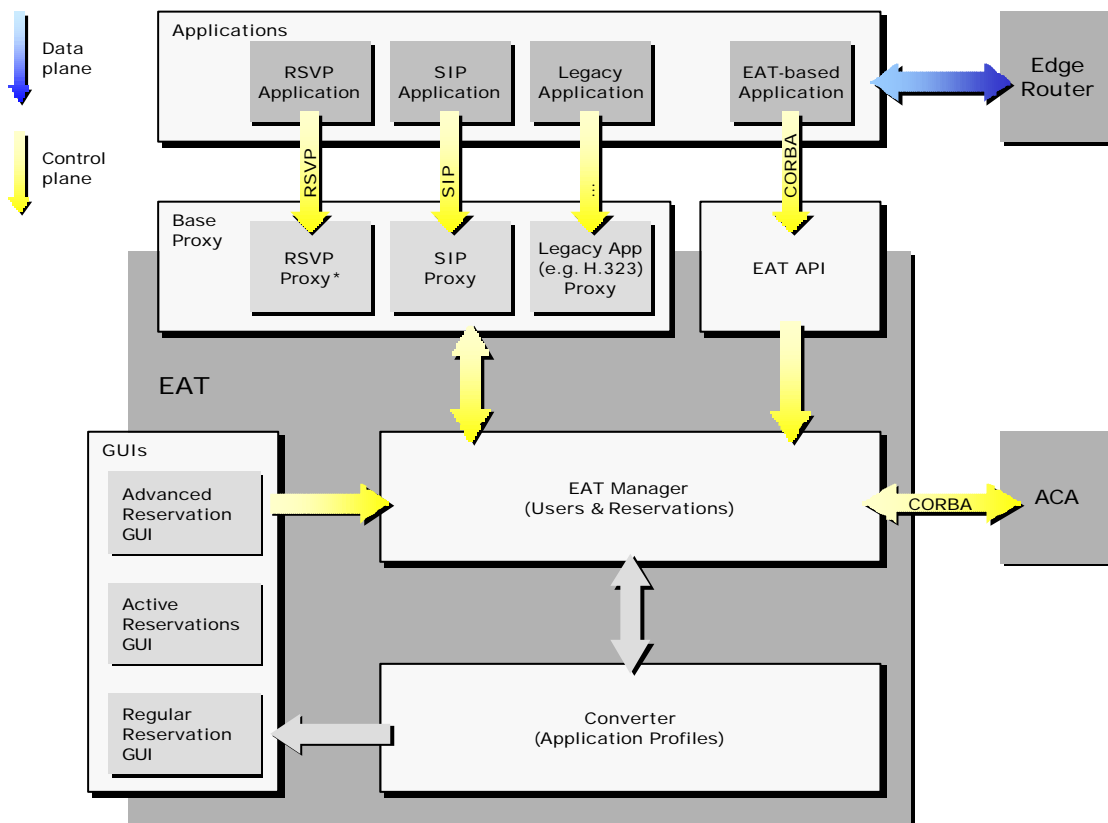 Data
plane
Control
plane
Applications
RSVP
Application
SIP
Application
Legacy
Application
EAT-based
Application
Edge
Router
RSVP
SIP
...
CORBA
Base
Proxy
RSVP
Proxy*
SIP
Proxy
Legacy App
(e.g. H.323)
Proxy
EAT API
EAT
GUIs
Advanced
Reservation
GUI
Active
Reservations
GUI
Regular
Reservation
GUI
EAT Manager
(Users & Reservations)
CORBA
ACA
Converter
(Application Profiles)